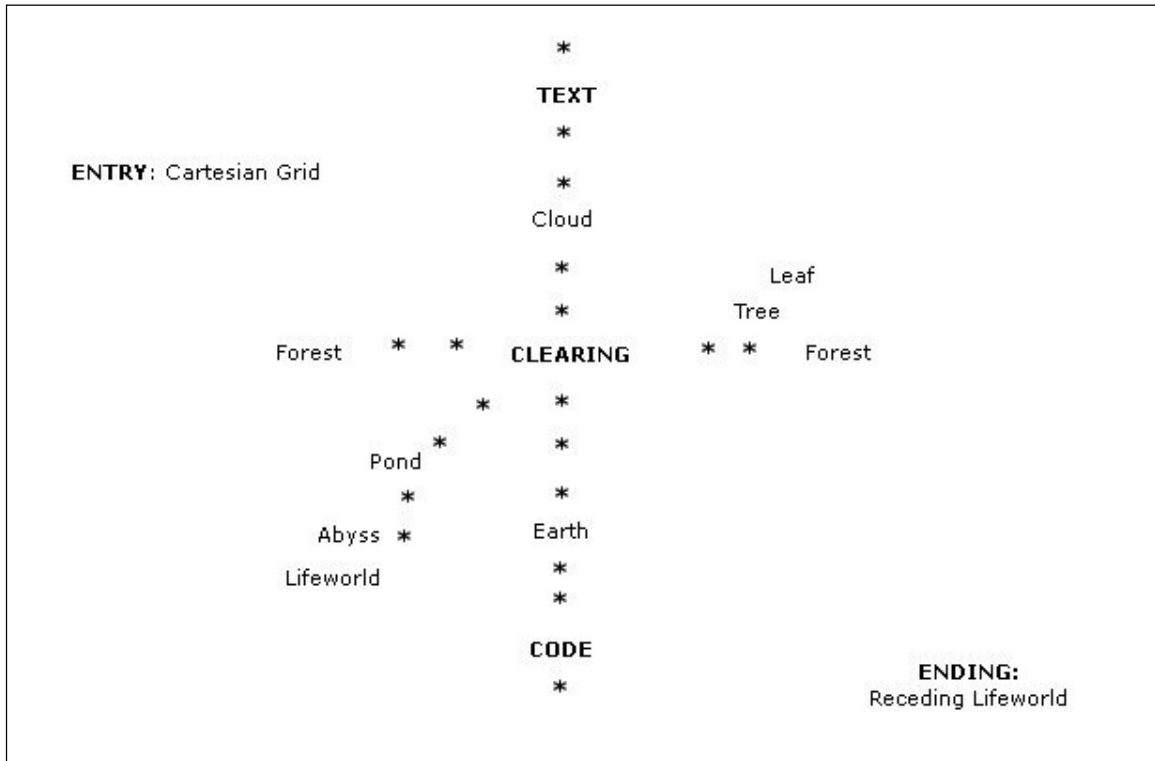 *
TEXT
*
ENTRY: Cartesian Grid
*
Cloud
*
Leaf
*
Tree
Forest * * CLEARING * * Forest
* *
* *
Pond
* *
Abyss * Earth
Lifeworld *
*
CODE
*
ENDING:
Receding Lifeworld